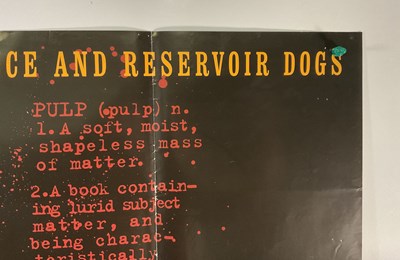 CE AND RESERVOIR DOGS
PULP (pulp) n.
1.A soft, moist,
shapeless mass
of matter.
2.A book contain-
ing lurid subject
matter, and
being charac-
teristically